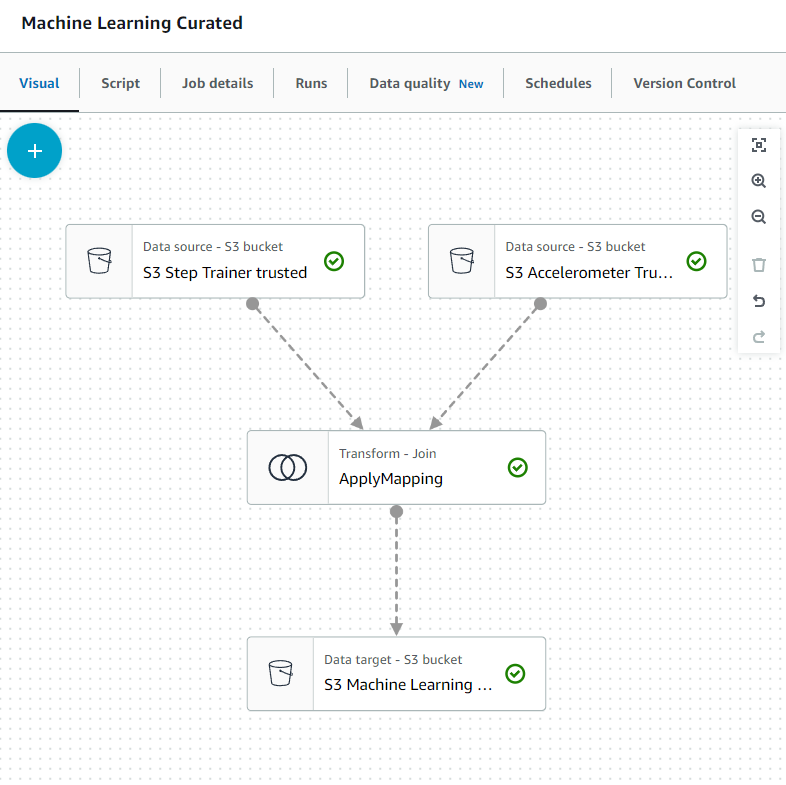 Machine Learning Curated
Visual
Script
Job details
Runs
Data quality New
Schedules
Version Control
Data source - S3 bucket
S3 Step Trainer trusted
Data source - S3 bucket
S3 Accelerometer Tru...
Transform - Join
ApplyMapping
Data target - S3 bucket
S3 Machine Learning ...